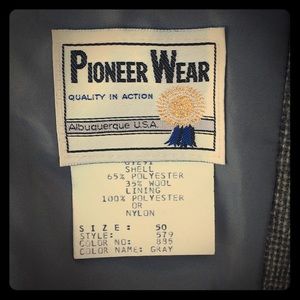 PIONEER WEAR
QUALITY IN ACTION
Albuquerque U.S.A.
SHELL
65% POLYESTER
35% WOOL
LINING
100% POLYESTER
OR
NYLON
SIZE: 50
STYLE: 579
COLOR NO: 885
COLOR NAME: GRAY